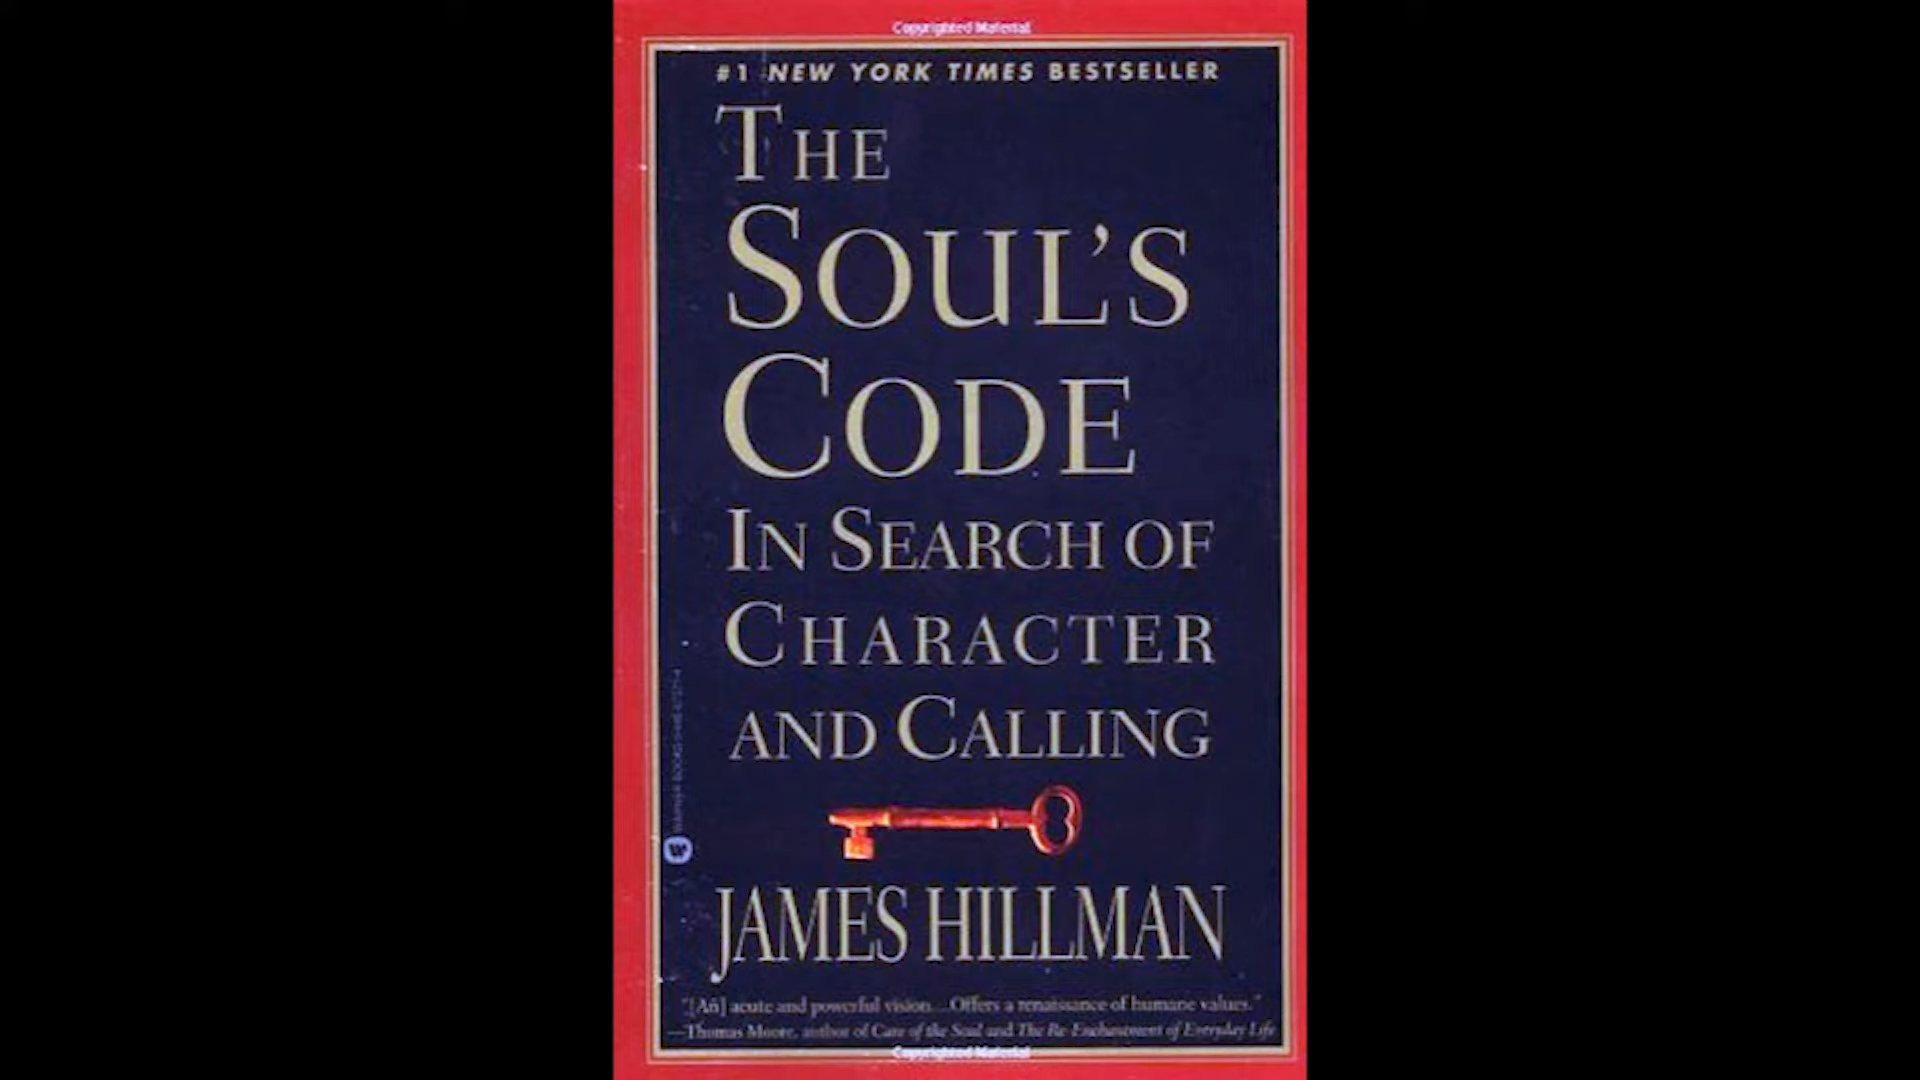 Copyrighted Material
#1 NEW YORK TIMES BESTSELLER
THE
SOUL'S
CODE
IN SEARCH OF
CHARACTER
AND CALLING
JAMES HILLMAN
"[An] acute and powerful vision....Offers a renaissance of humane values."
—Thomas Moore, author of Care of the Soul and The Re-Enchantment of Everyday Life
Copyrighted Material
WARNER BOOKS
W